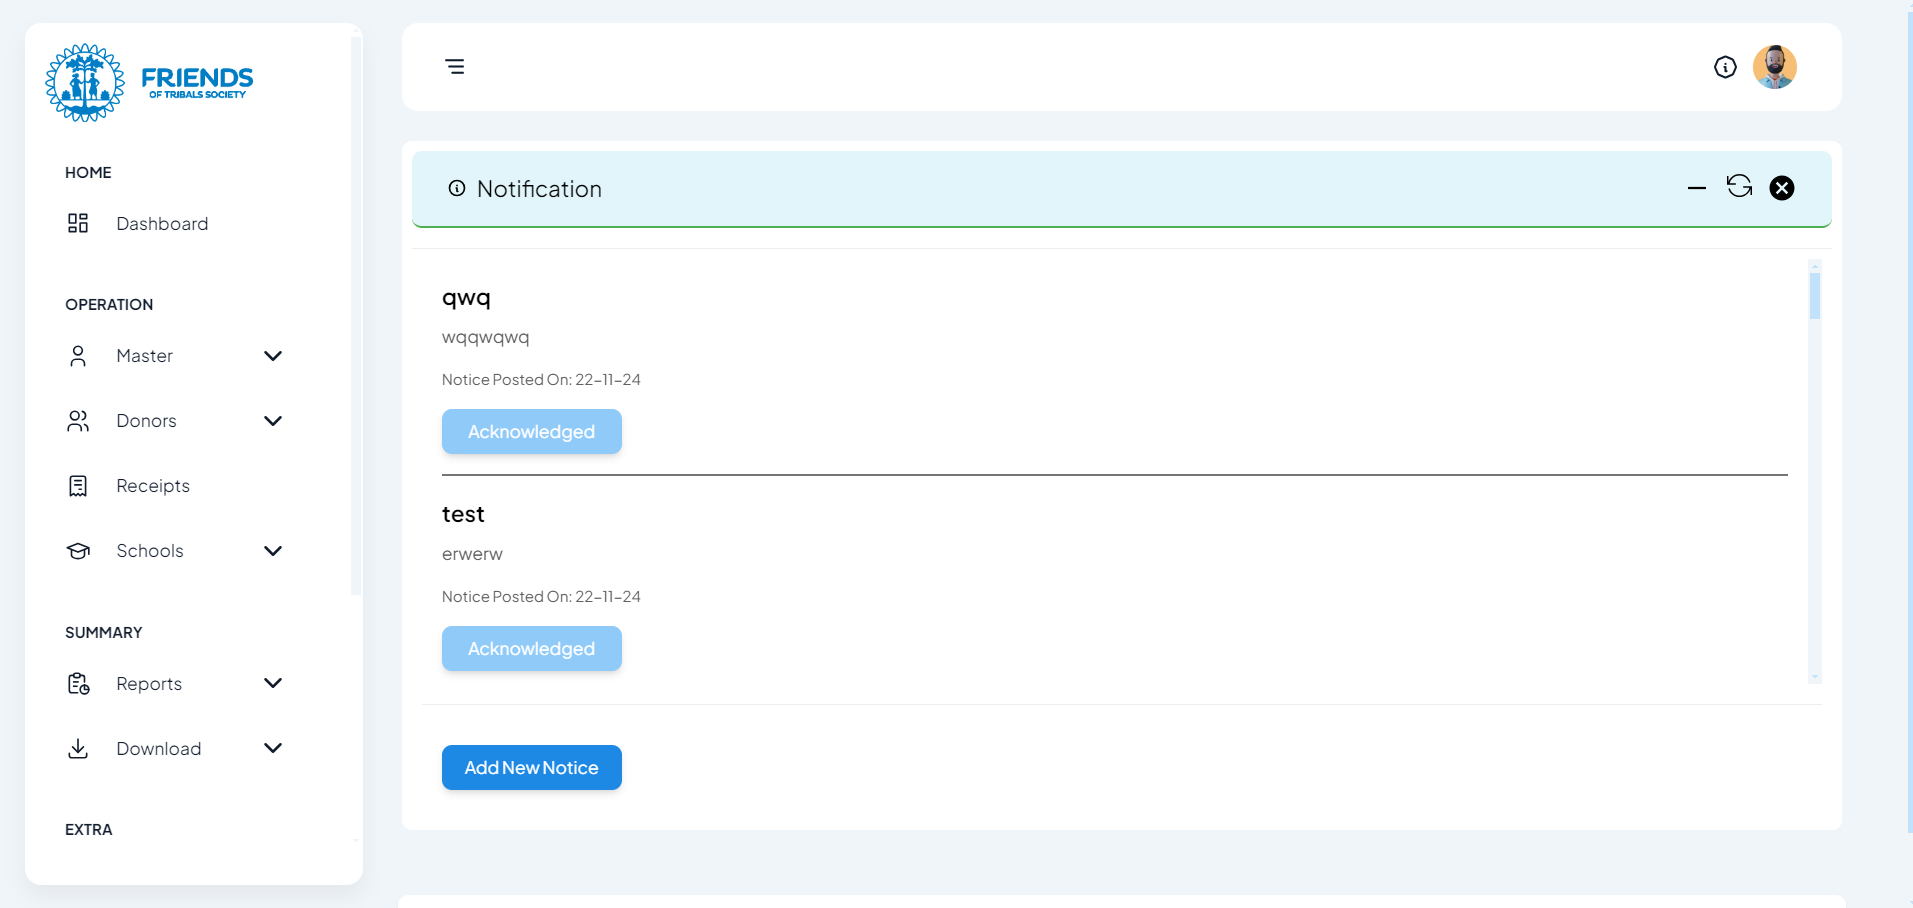 FRIENDS
OF TRIBALS SOCIETY
HOME
Dashboard
OPERATION
Master
Donors
Receipts
Schools
SUMMARY
Reports
Download
EXTRA
Notification
qwq
wqqwqwq
Notice Posted On: 22-11-24
Acknowledged
test
erwerw
Notice Posted On: 22-11-24
Acknowledged
Add New Notice